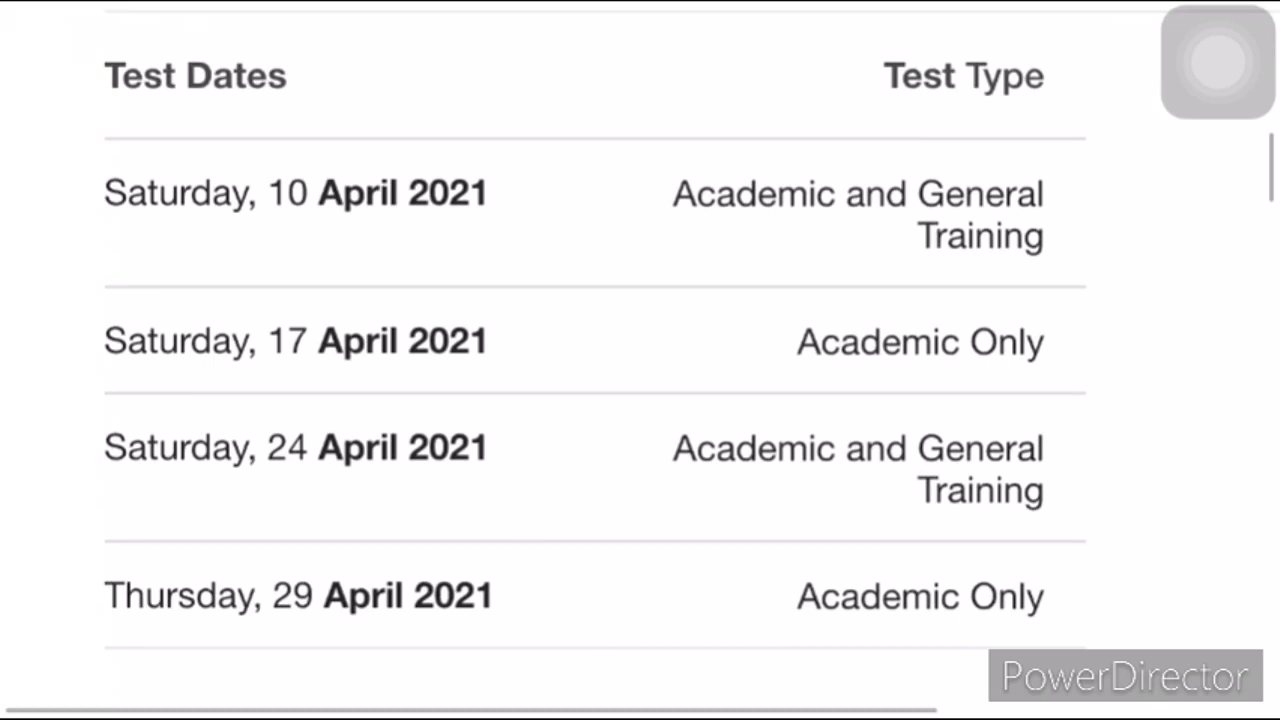 Test Dates Test Type
Saturday, 10 April 2021 Academic and General
Training
Saturday, 17 April 2021 Academic Only
Saturday, 24 April 2021 Academic and General
Training
Thursday, 29 April 2021 Academic Only
PowerDirector